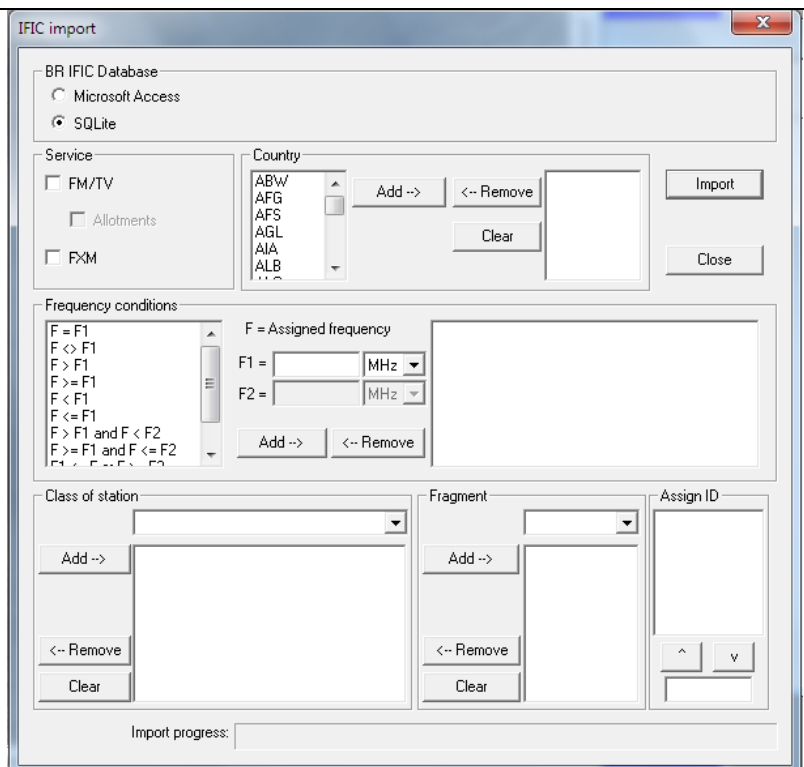 IFIC import
x
BR IFIC Database
Microsoft Access
SQLite
Service
FM/TV
Allotments
FXM
Country
ABW
AFG
AFS
AGL
AIA
ALB
Add -->
<-- Remove
Clear
Import
Close
Frequency conditions
F = F1
F <> F1
F > F1
F >= F1
F < F1
F <= F1
F > F1 and F < F2
F >= F1 and F <= F2
F = Assigned frequency
F1 = MHz
F2 = MHz
Add --> <-- Remove
Class of station
Add -->
<-- Remove
Clear
Fragment
Add -->
<-- Remove
Clear
Assign ID
^ v
Import progress: